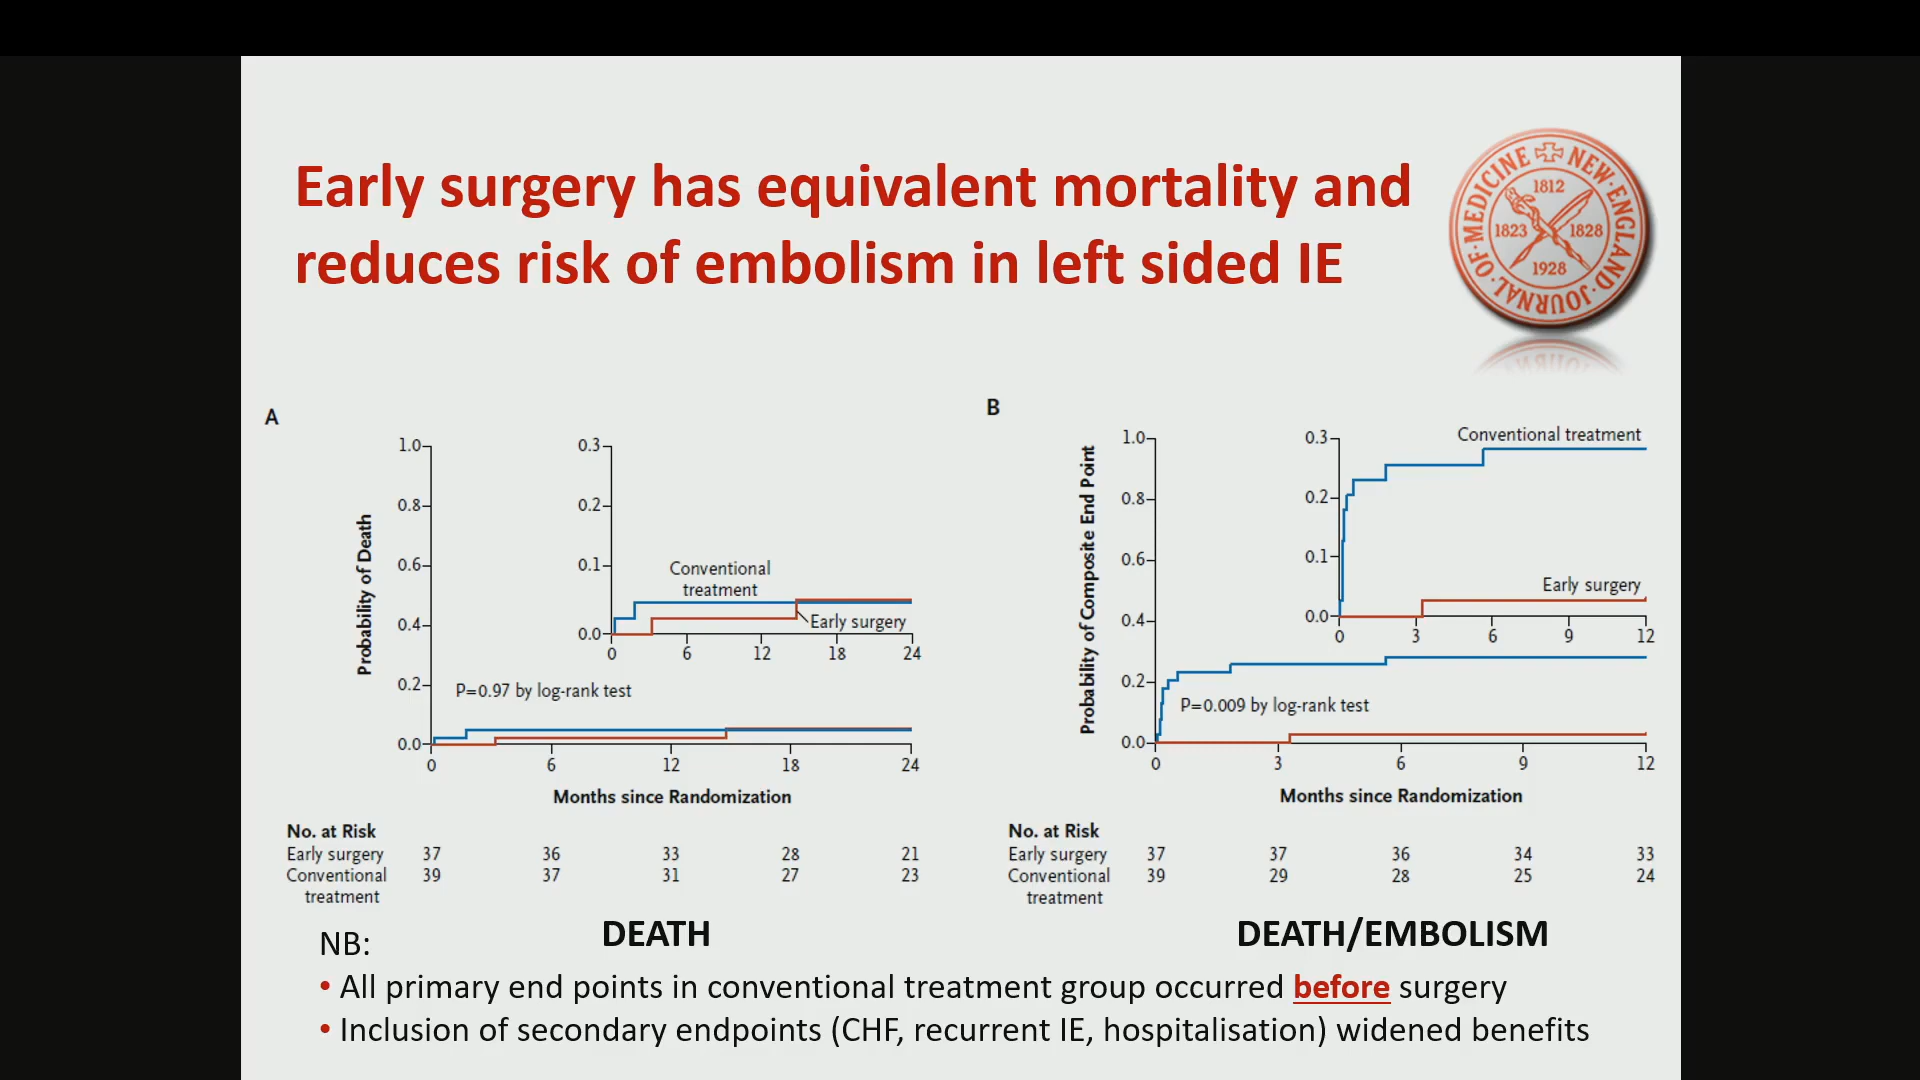 Early surgery has equivalent mortality and
reduces risk of embolism in left sided IE
NEW ENGLAND JOURNAL OF MEDICINE
1812
1823 1828
1928
A
Probability of Death
1.0
0.8
0.6
0.4
0.2
0.0
0 6 12 18 24
0.3
0.2
0.1
0.0
0 6 12 18 24
Conventional
treatment
Early surgery
P=0.97 by log-rank test
Months since Randomization
No. at Risk
Early surgery 37 36 33 28 21
Conventional 39 37 31 27 23
treatment
B
Probability of Composite End Point
1.0
0.8
0.6
0.4
0.2
0.0
0 3 6 9 12
0.3
0.2
0.1
0.0
0 3 6 9 12
Conventional treatment
Early surgery
P=0.009 by log-rank test
Months since Randomization
No. at Risk
Early surgery 37 37 36 34 33
Conventional 39 29 28 25 24
treatment
DEATH
DEATH/EMBOLISM
NB:
• All primary end points in conventional treatment group occurred before surgery
• Inclusion of secondary endpoints (CHF, recurrent IE, hospitalisation) widened benefits